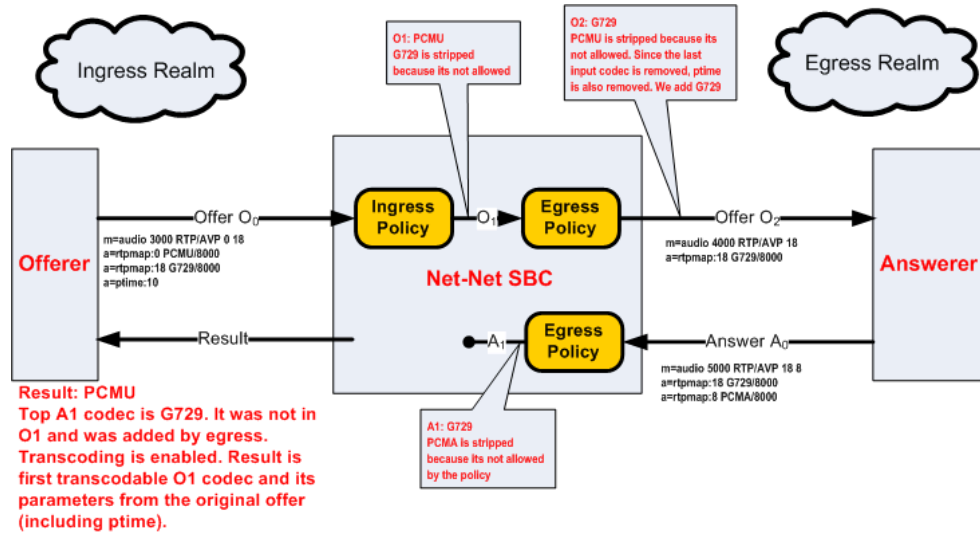 Ingress Realm
O1: PCMU
G729 is stripped
because its not allowed
O2: G729
PCMU is stripped because its
not allowed. Since the last
input codec is removed, ptime
is also removed. We add G729
Egress Realm
Offerer
Offer O0
m=audio 3000 RTP/AVP 0 18
a=rtpmap:0 PCMU/8000
a=rtpmap:18 G729/8000
a=ptime:10
Ingress
Policy
O1
Egress
Policy
Net-Net SBC
Offer O2
m=audio 4000 RTP/AVP 18
a=rtpmap:18 G729/8000
Answerer
Result
A1
Egress
Policy
Answer A0
m=audio 5000 RTP/AVP 18 8
a=rtpmap:18 G729/8000
a=rtpmap:8 PCMA/8000
Result: PCMU
Top A1 codec is G729. It was not in
O1 and was added by egress.
Transcoding is enabled. Result is
first transcodable O1 codec and its
parameters from the original offer
(including ptime).
A1: G729
PCMA is stripped
because its not allowed
by the policy